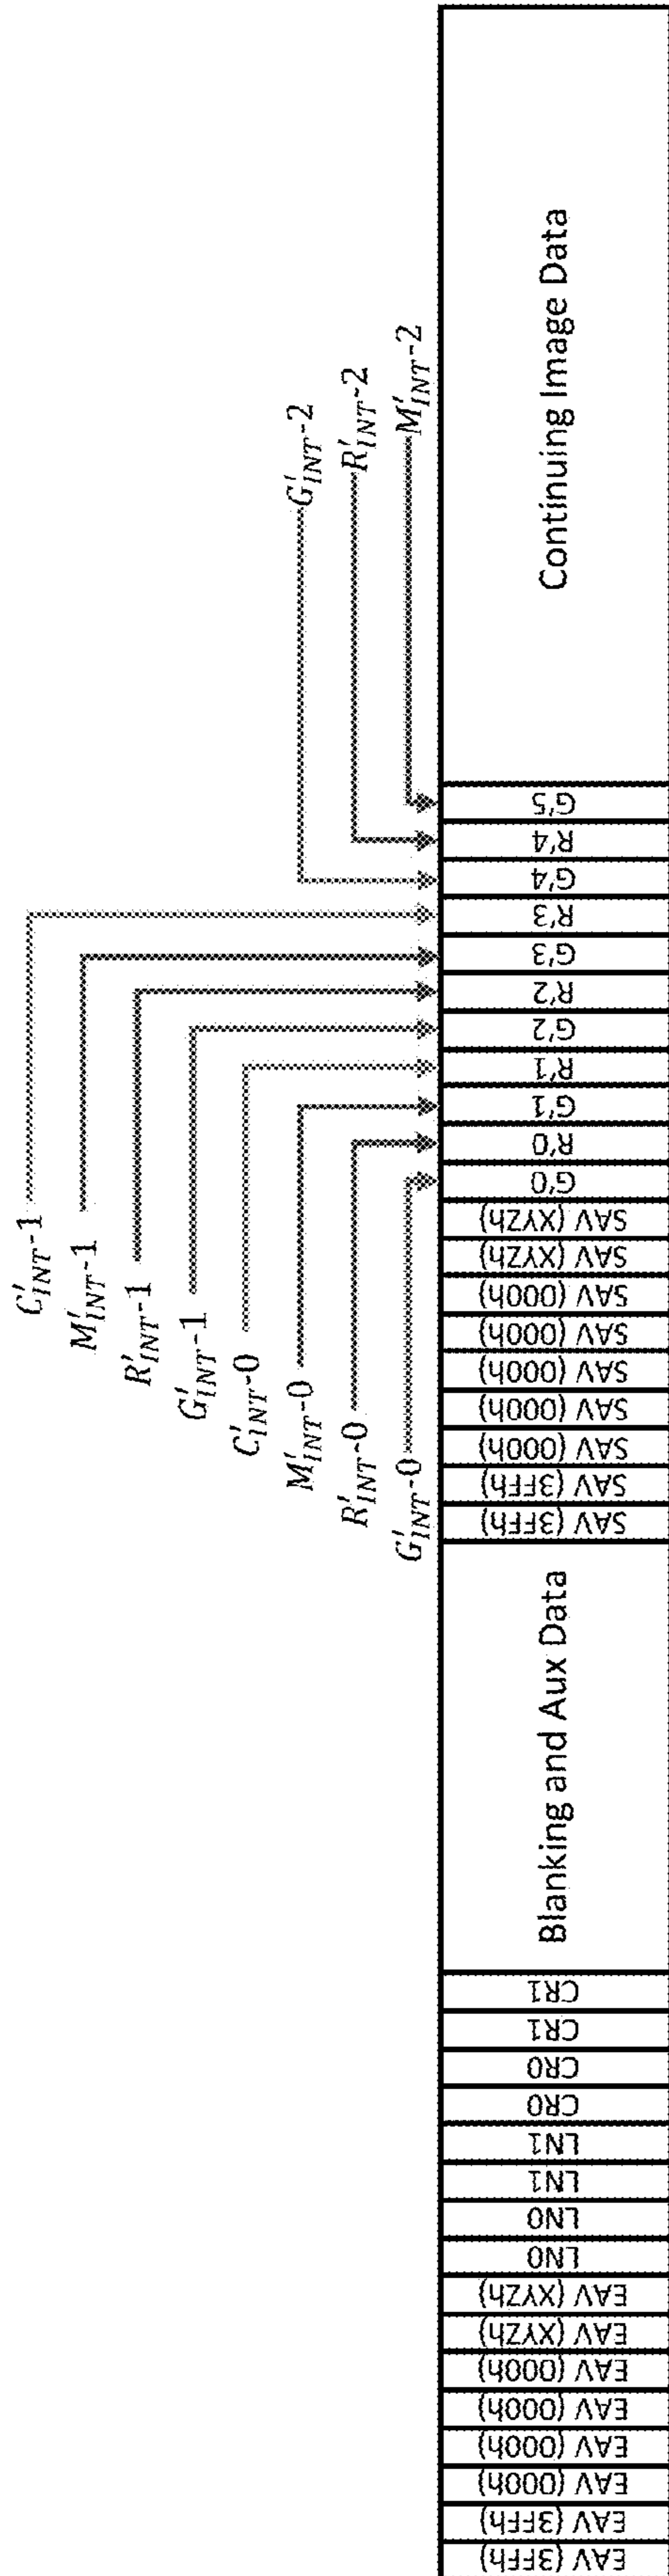 C'INT-1
M'INT-1
R'INT-1
G'INT-1
C'INT-0
M'INT-0
G'INT-2
R'INT-0
R'INT-2
G'INT-0
M'INT-2
EAV (3FFh)
EAV (3FFh)
EAV (000h)
EAV (000h)
EAV (000h)
EAV (000h)
EAV (XYZh)
EAV (XYZh)
LN0
LN0
LN1
LN1
CR0
CR0
CR1
CR1
Blanking and Aux Data
SAV (3FFh)
SAV (3FFh)
SAV (000h)
SAV (000h)
SAV (000h)
SAV (000h)
SAV (000h)
SAV (XYZh)
SAV (XYZh)
G'0
R'0
G'1
R'1
G'2
R'2
G'3
R'3
G'4
R'4
G'5
Continuing Image Data